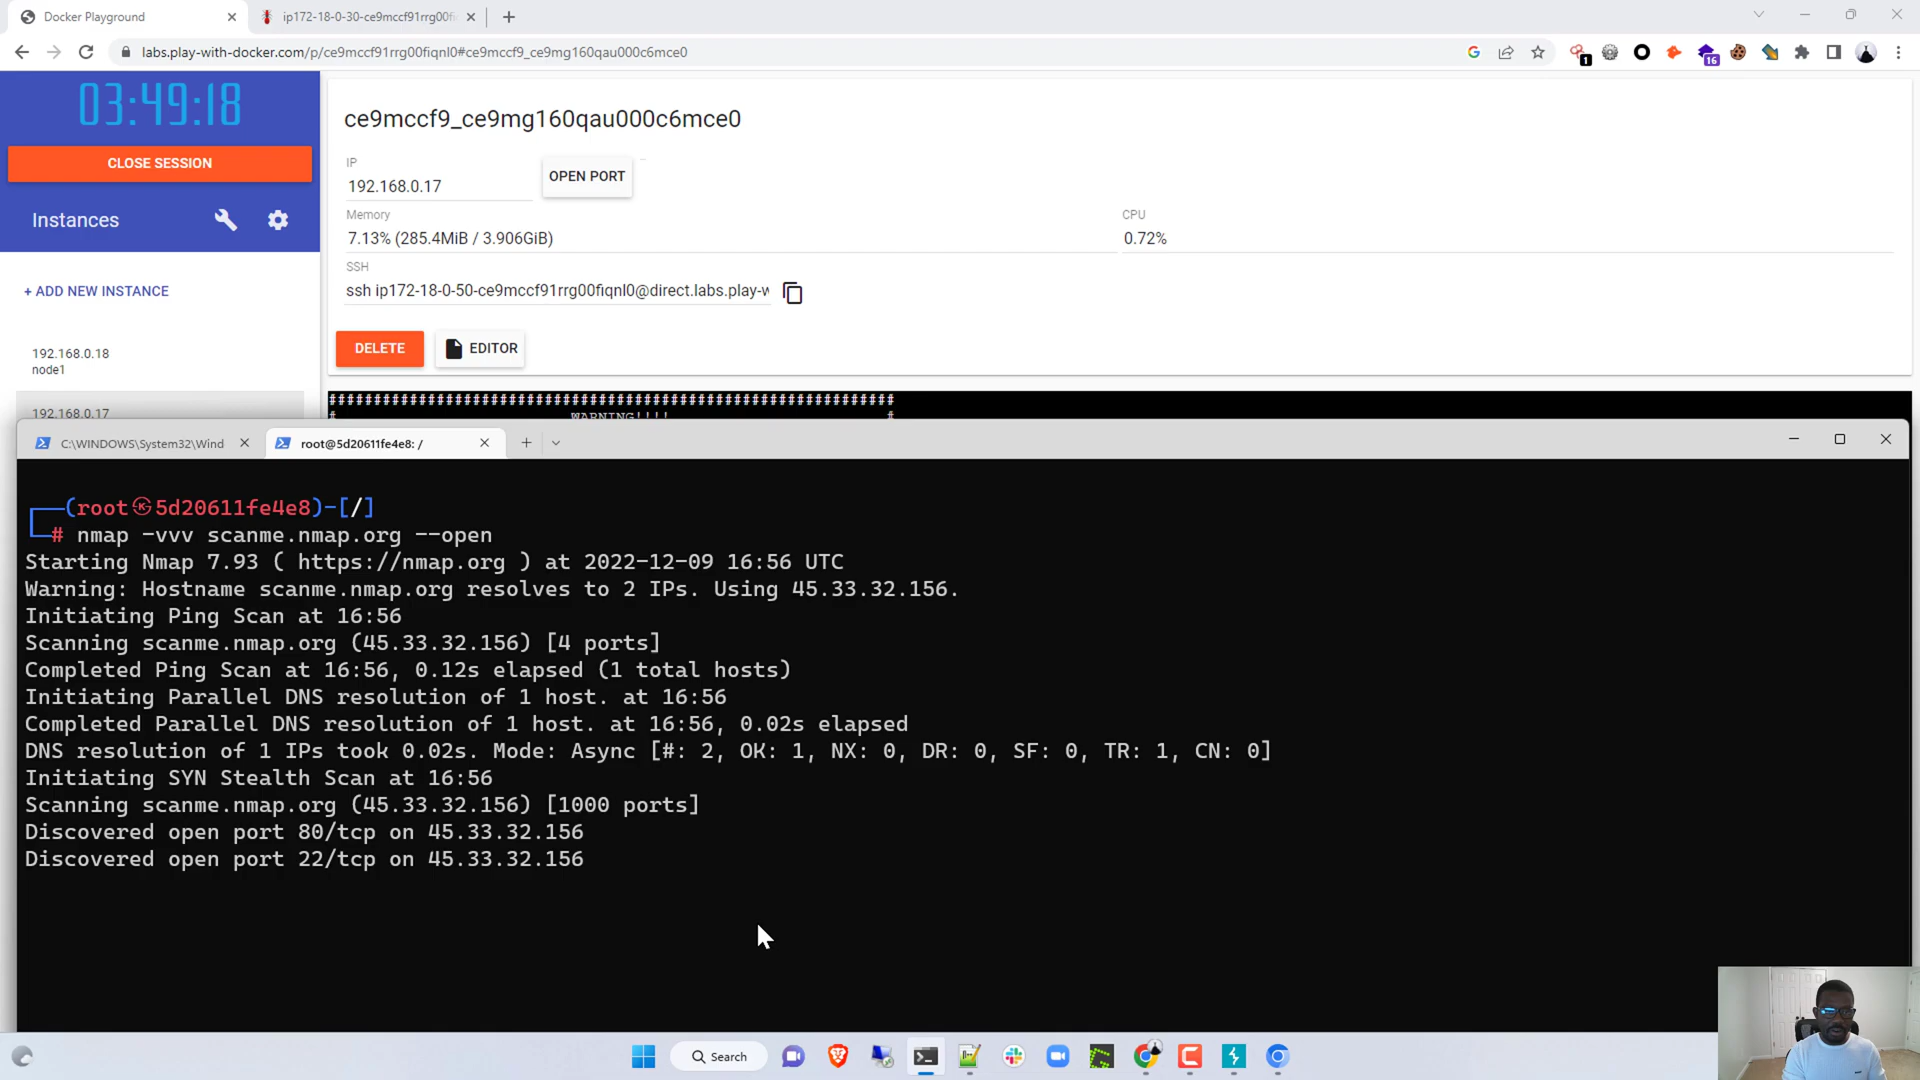 Docker Playground
ip172-18-0-30-ce9mccf91rrg00fi
labs.play-with-docker.com/p/ce9mccf91rrg00fiqnl0#ce9mccf9_ce9mg160qau000c6mce0
1
16
03:49:18
CLOSE SESSION
Instances
+ ADD NEW INSTANCE
192.168.0.18
node1
192.168.0.17
ce9mccf9_ce9mg160qau000c6mce0
IP
192.168.0.17
OPEN PORT
Memory
7.13% (285.4MiB / 3.906GiB)
CPU
0.72%
SSH
ssh ip172-18-0-50-ce9mccf91rrg00fiqnl0@direct.labs.play-w
DELETE
EDITOR
###############################################################
# WARNING!!!! #
C:\WINDOWS\System32\Wind
root@5d20611fe4e8: /
┌──(root㉿5d20611fe4e8)-[/]
└─# nmap -vvv scanme.nmap.org --open
Starting Nmap 7.93 ( https://nmap.org ) at 2022-12-09 16:56 UTC
Warning: Hostname scanme.nmap.org resolves to 2 IPs. Using 45.33.32.156.
Initiating Ping Scan at 16:56
Scanning scanme.nmap.org (45.33.32.156) [4 ports]
Completed Ping Scan at 16:56, 0.12s elapsed (1 total hosts)
Initiating Parallel DNS resolution of 1 host. at 16:56
Completed Parallel DNS resolution of 1 host. at 16:56, 0.02s elapsed
DNS resolution of 1 IPs took 0.02s. Mode: Async [#: 2, OK: 1, NX: 0, DR: 0, SF: 0, TR: 1, CN: 0]
Initiating SYN Stealth Scan at 16:56
Scanning scanme.nmap.org (45.33.32.156) [1000 ports]
Discovered open port 80/tcp on 45.33.32.156
Discovered open port 22/tcp on 45.33.32.156
Search